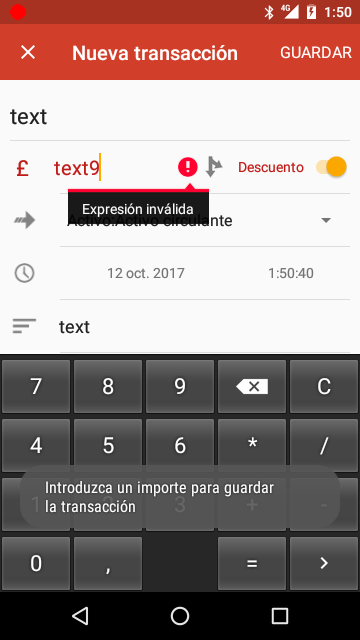 4G 1:50
Nueva transacción GUARDAR
text
£ text9 Descuento
Expresión inválida
Activo:Activo circulante
12 oct. 2017 1:50:40
text
7 8 9 C
4 5 6 * /
1 2 3 + -
Introduzca un importe para guardar
la transacción
0 , = >